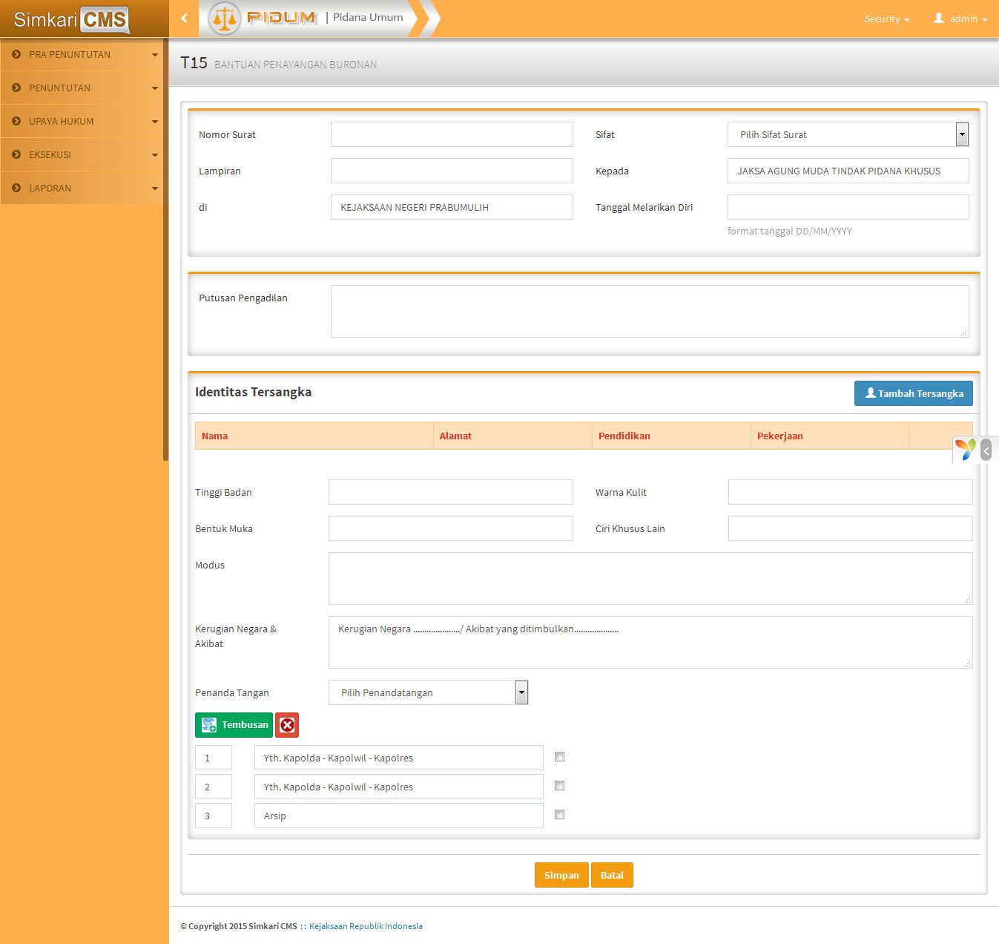 Simkari CMS
PIDUM | Pidana Umum
Security
admin
PRA PENUNTUTAN
PENUNTUTAN
UPAYA HUKUM
EKSEKUSI
LAPORAN
T15 BANTUAN PENAYANGAN BURONAN
Nomor Surat
Sifat Pilih Sifat Surat
Lampiran
Kepada JAKSA AGUNG MUDA TINDAK PIDANA KHUSUS
di KEJAKSAAN NEGERI PRABUMULIH
Tanggal Melarikan Diri
format tanggal DD/MM/YYYY
Putusan Pengadilan
Identitas Tersangka
Tambah Tersangka
Nama Alamat Pendidikan Pekerjaan
Tinggi Badan
Warna Kulit
Bentuk Muka
Ciri Khusus Lain
Modus
Kerugian Negara &
Akibat
Kerugian Negara ...................../ Akibat yang ditimbulkan....................
Penanda Tangan Pilih Penandatangan
Tembusan
1 Yth. Kapolda - Kapolwil - Kapolres
2 Yth. Kapolda - Kapolwil - Kapolres
3 Arsip
Simpan Batal
© Copyright 2015 Simkari CMS :: Kejaksaan Republik Indonesia